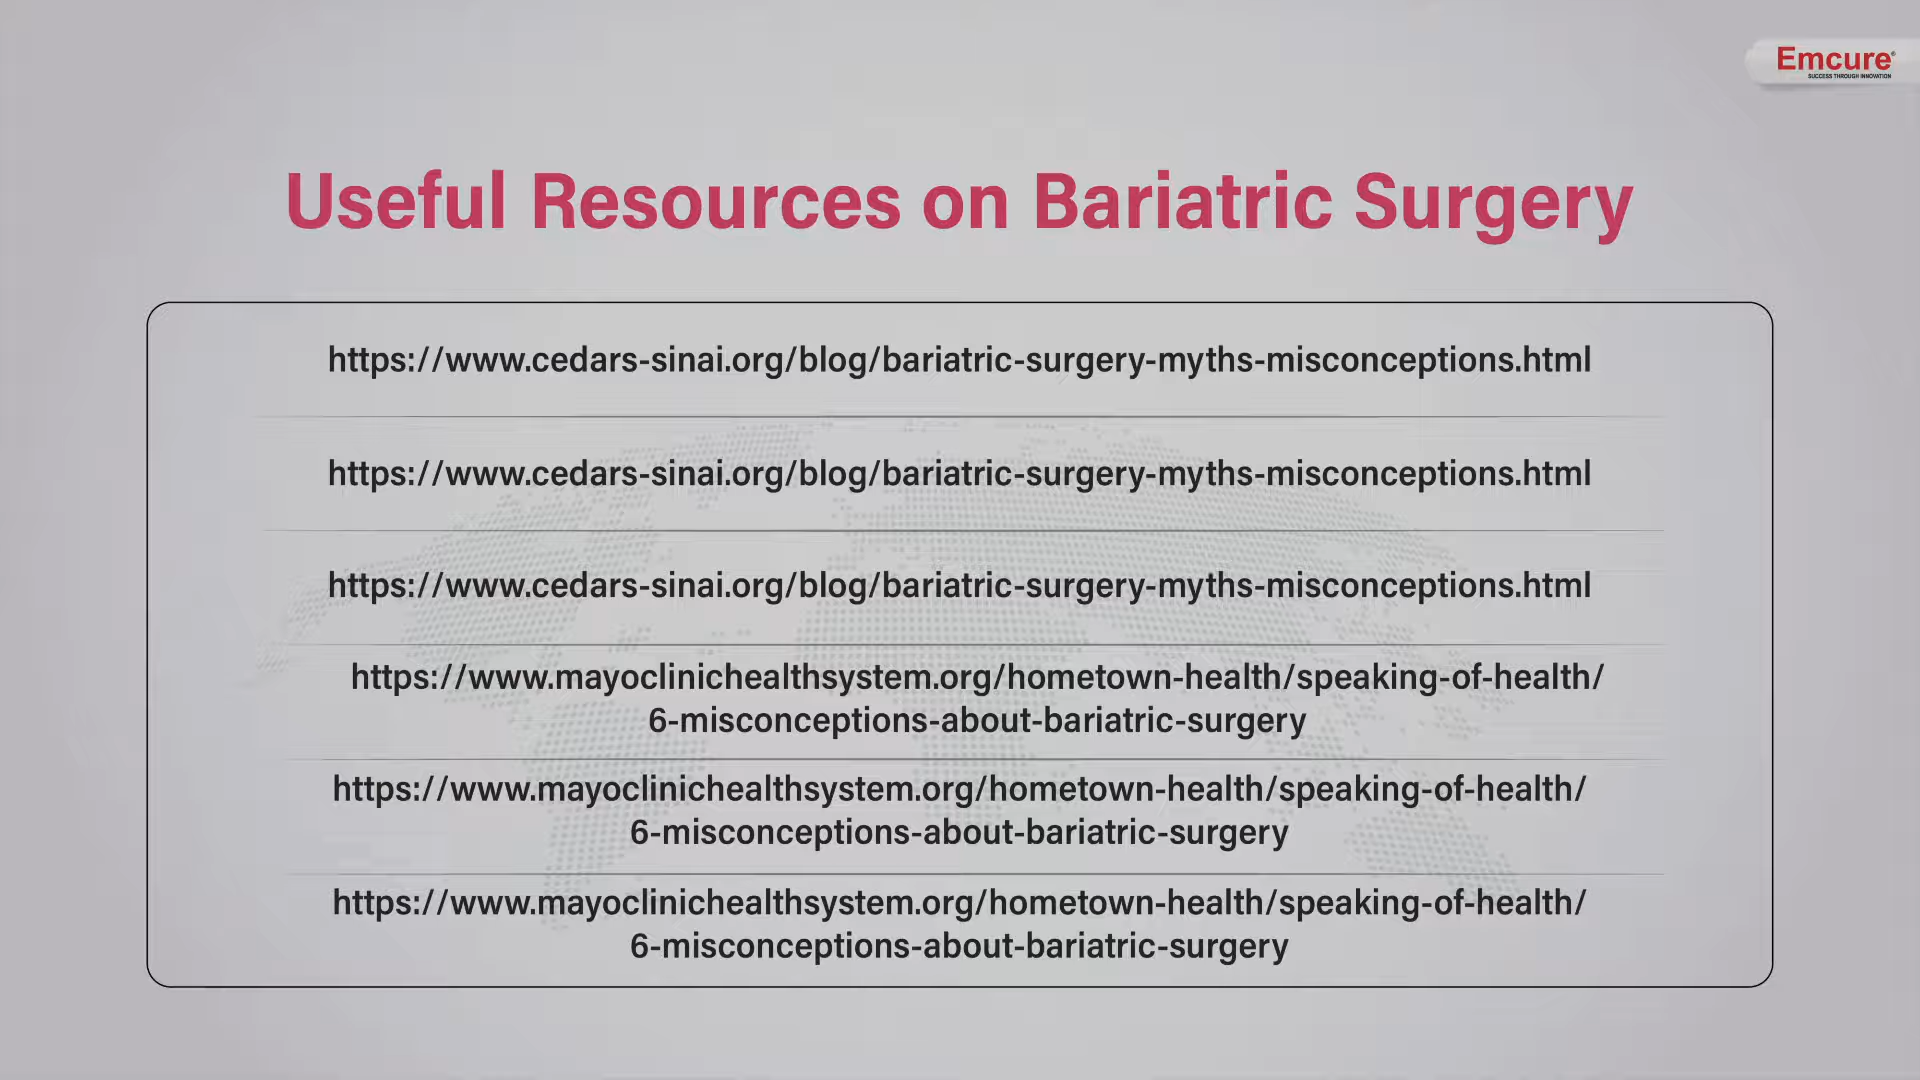 Emcure®
SUCCESS THROUGH INNOVATION
Useful Resources on Bariatric Surgery
https://www.cedars-sinai.org/blog/bariatric-surgery-myths-misconceptions.html
https://www.cedars-sinai.org/blog/bariatric-surgery-myths-misconceptions.html
https://www.cedars-sinai.org/blog/bariatric-surgery-myths-misconceptions.html
https://www.mayoclinichealthsystem.org/hometown-health/speaking-of-health/
6-misconceptions-about-bariatric-surgery
https://www.mayoclinichealthsystem.org/hometown-health/speaking-of-health/
6-misconceptions-about-bariatric-surgery
https://www.mayoclinichealthsystem.org/hometown-health/speaking-of-health/
6-misconceptions-about-bariatric-surgery